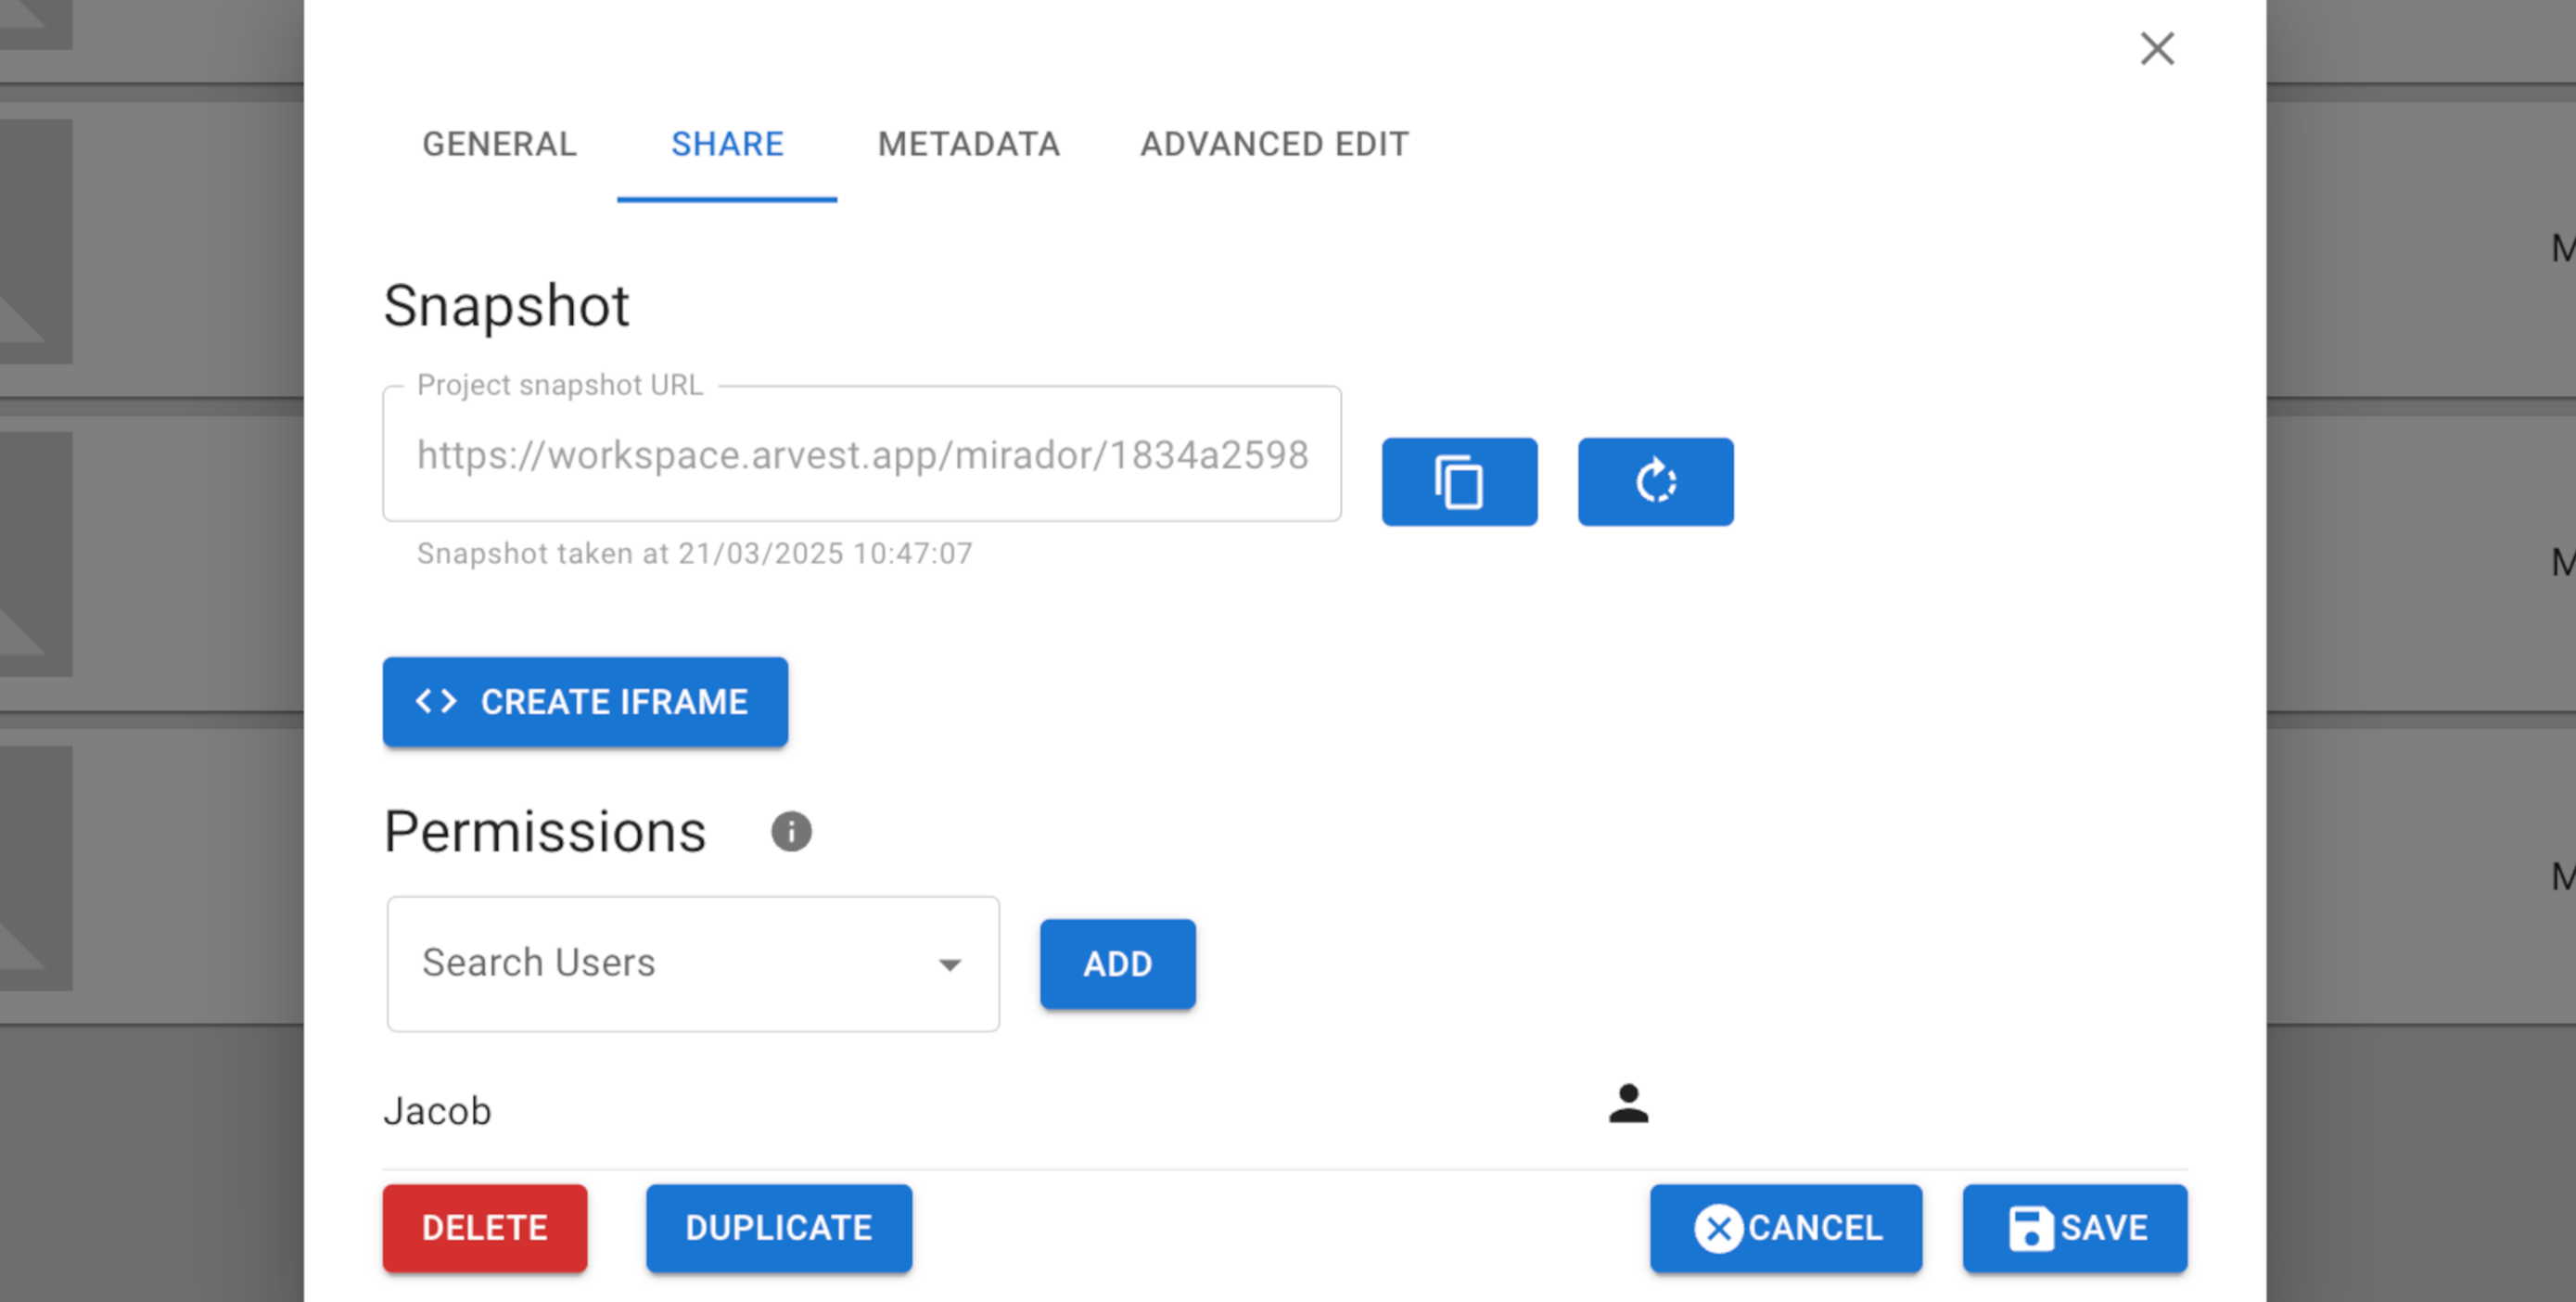 GENERAL SHARE METADATA ADVANCED EDIT
Snapshot
Project snapshot URL
https://workspace.arvest.app/mirador/1834a2598
Snapshot taken at 21/03/2025 10:47:07
CREATE IFRAME
Permissions
Search Users ADD
Jacob
DELETE DUPLICATE CANCEL SAVE